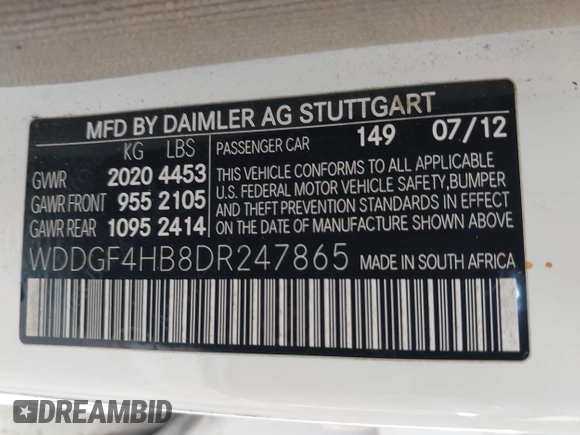 MFD BY DAIMLER AG STUTTGART
KG LBS PASSENGER CAR 149 07/12
GVWR 2020 4453
GAWR FRONT 955 2105
GAWR REAR 1095 2414
THIS VEHICLE CONFORMS TO ALL APPLICABLE
U.S. FEDERAL MOTOR VEHICLE SAFETY, BUMPER
AND THEFT PREVENTION STANDARDS IN EFFECT
ON THE DATE OF MANUFACTURE SHOWN ABOVE.
WDDGF4HB8DR247865 MADE IN SOUTH AFRICA
DREAMBID